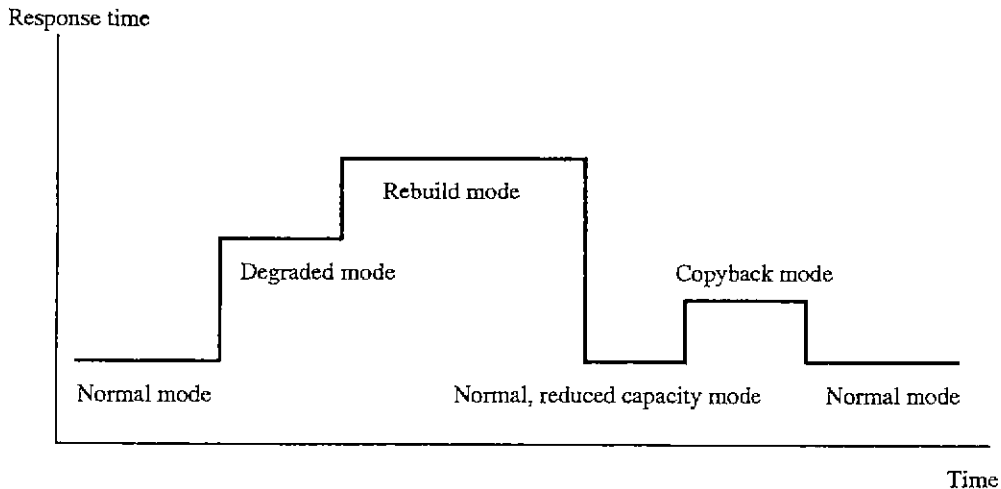 Response time
Rebuild mode
Degraded mode
Copyback mode
Normal mode
Normal, reduced capacity mode
Normal mode
Time